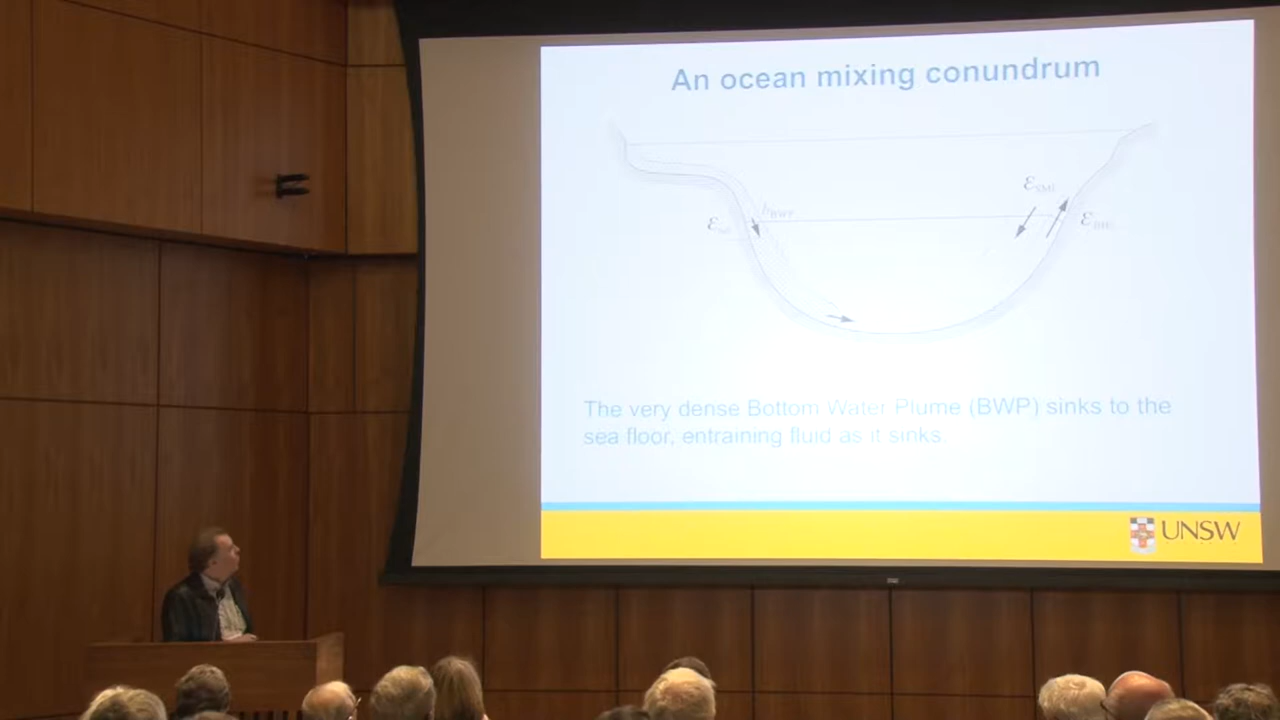 An ocean mixing conundrum
The very dense Bottom Water Plume (BWP) sinks to the
sea floor, entraining fluid as it sinks.
UNSW